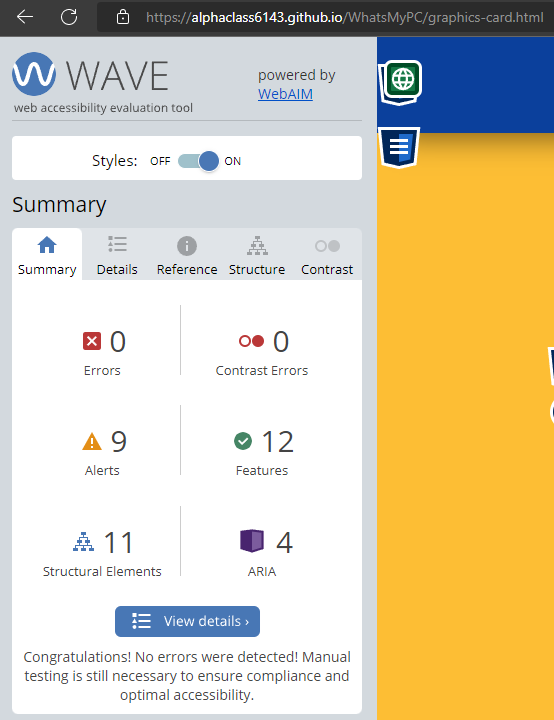 https://alphaclass6143.github.io/WhatsMyPC/graphics-card.html
WAVE
web accessibility evaluation tool
powered by
WebAIM
Styles: OFF ON
Summary
Summary Details Reference Structure Contrast
0 0
Errors Contrast Errors
9 12
Alerts Features
11 4
Structural Elements ARIA
View details ›
Congratulations! No errors were detected! Manual
testing is still necessary to ensure compliance and
optimal accessibility.